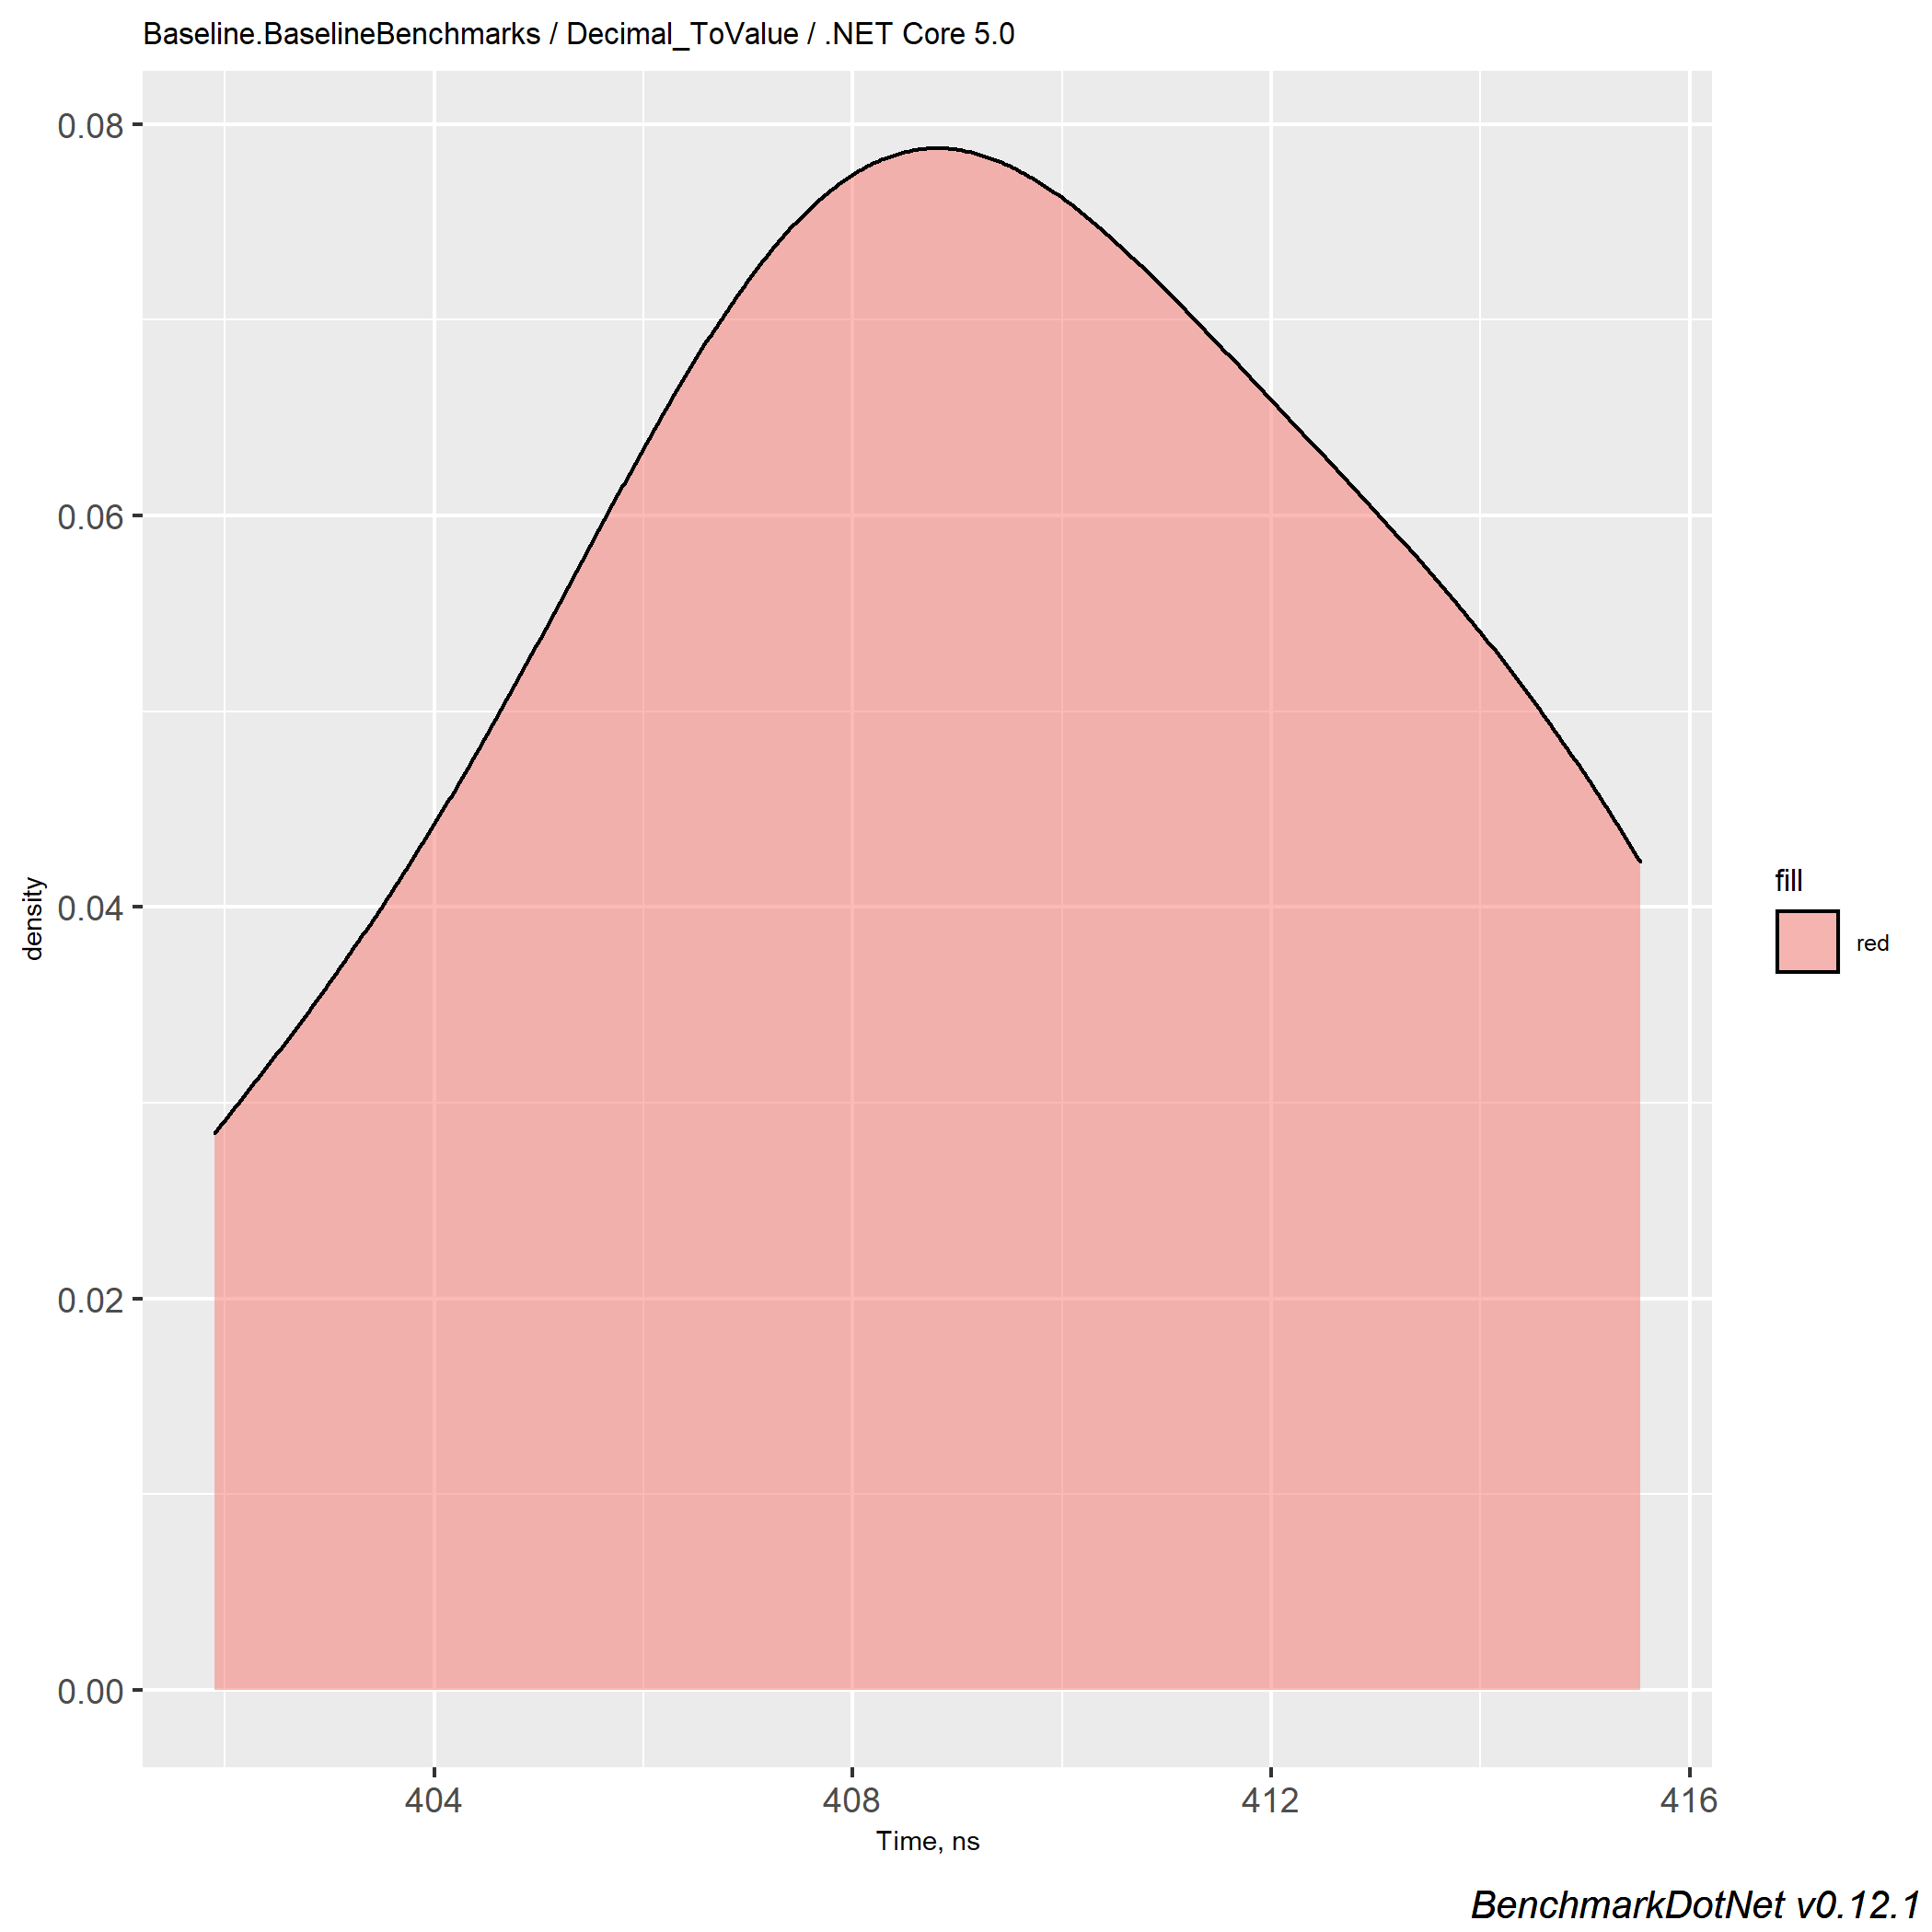 Baseline.BaselineBenchmarks / Decimal_ToValue / .NET Core 5.0
0.08
0.06
0.04
0.02
0.00
density
404 408 412 416
Time, ns
fill
red
BenchmarkDotNet v0.12.1